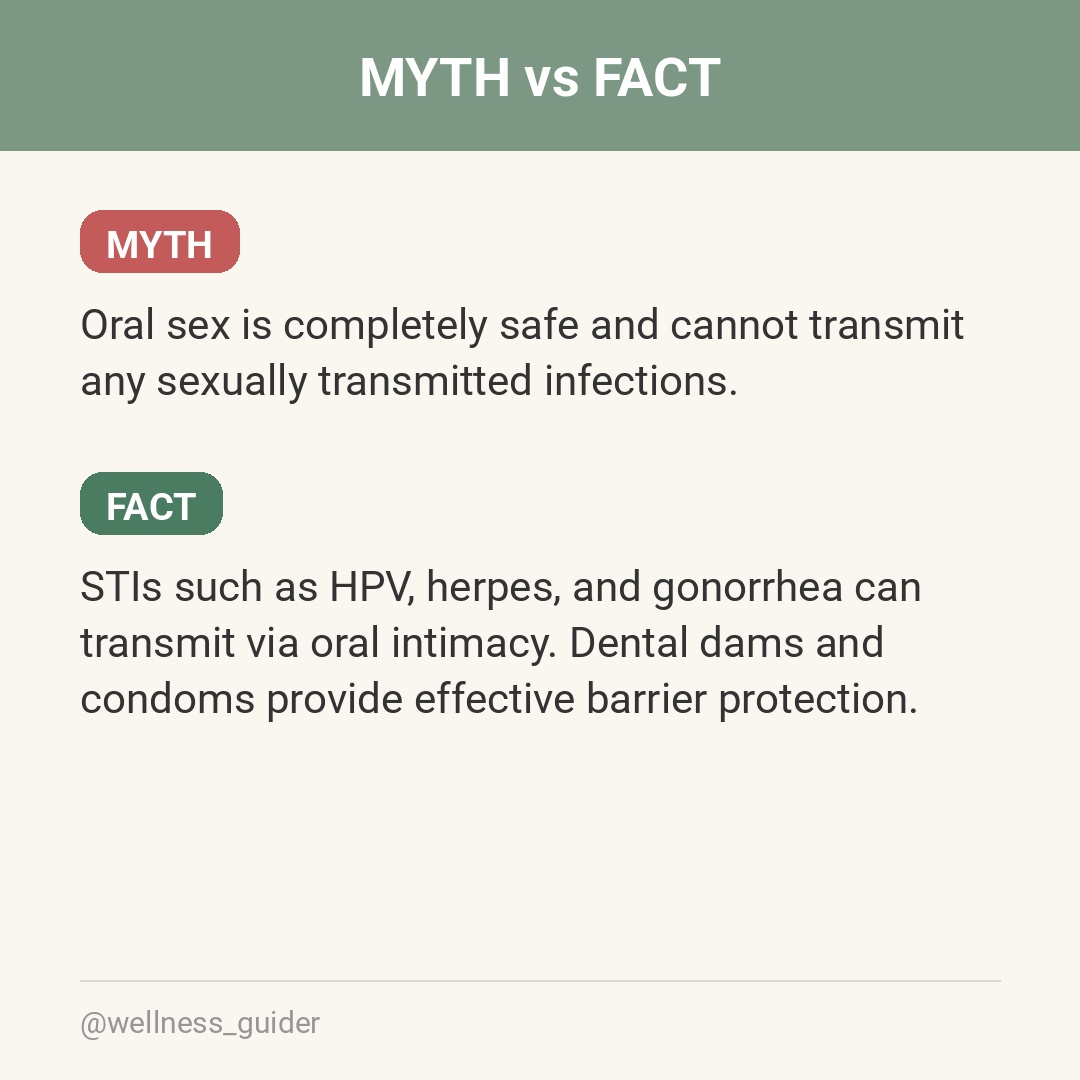 MYTH vs FACT
MYTH
Oral sex is completely safe and cannot transmit
any sexually transmitted infections.
FACT
STIs such as HPV, herpes, and gonorrhea can
transmit via oral intimacy. Dental dams and
condoms provide effective barrier protection.
@wellness_guider